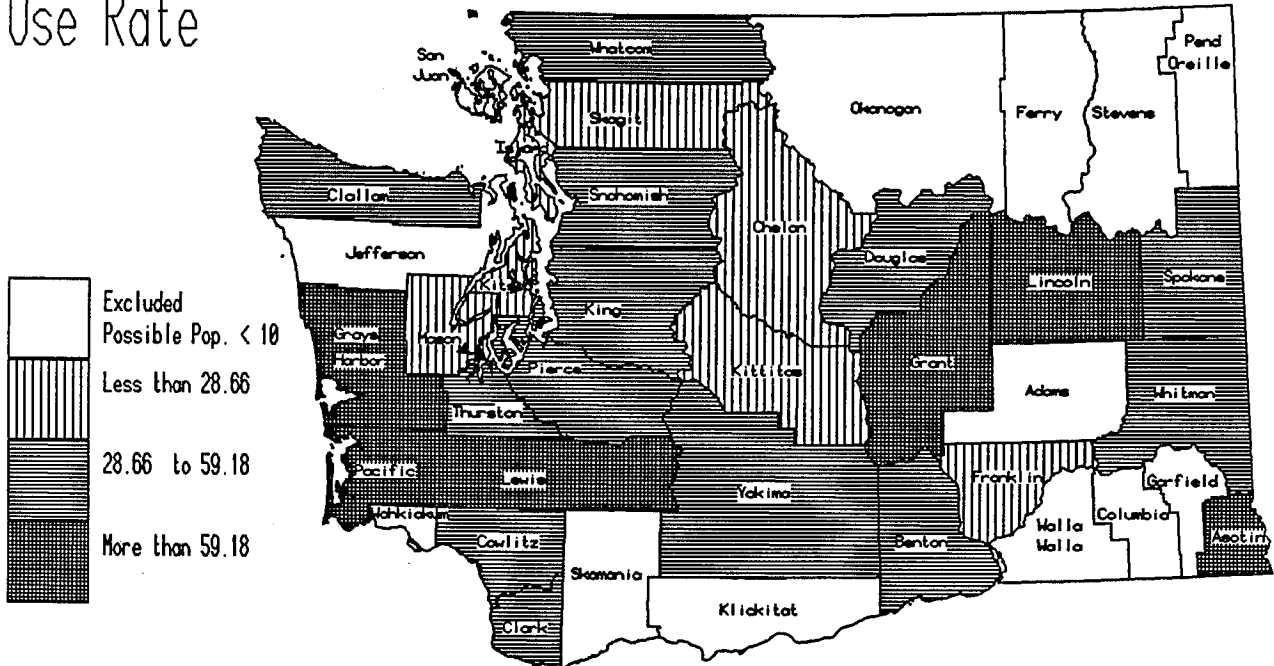 Use Rate
Excluded
Possible Pop. < 10
Less than 28.66
28.66 to 59.18
More than 59.18
San
Juan
Whatcom
Skagit
Island
Clallam
Snohomish
Jefferson
Kitsap
King
Grays
Harbor
Mason
Pierce
Thurston
Pacific
Lewis
Wahkiakum
Cowlitz
Clark
Skamania
Klickitat
Yakima
Benton
Kittitas
Chelan
Douglas
Okanogan
Ferry
Stevens
Pend
Oreille
Lincoln
Spokane
Grant
Adams
Whitman
Franklin
Walla
Walla
Columbia
Garfield
Asotin